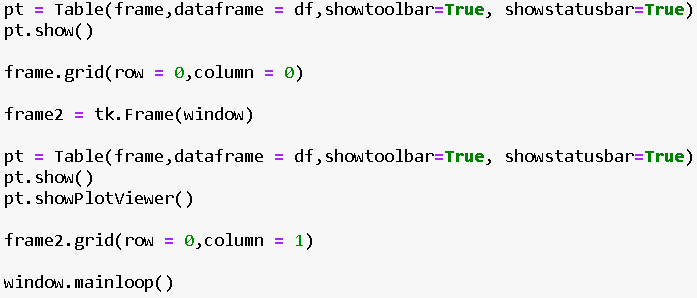 pt = Table(frame,dataframe = df,showtoolbar=True, showstatusbar=True)
pt.show()
frame.grid(row = 0,column = 0)
frame2 = tk.Frame(window)
pt = Table(frame,dataframe = df,showtoolbar=True, showstatusbar=True)
pt.show()
pt.showPlotViewer()
frame2.grid(row = 0,column = 1)
window.mainloop()